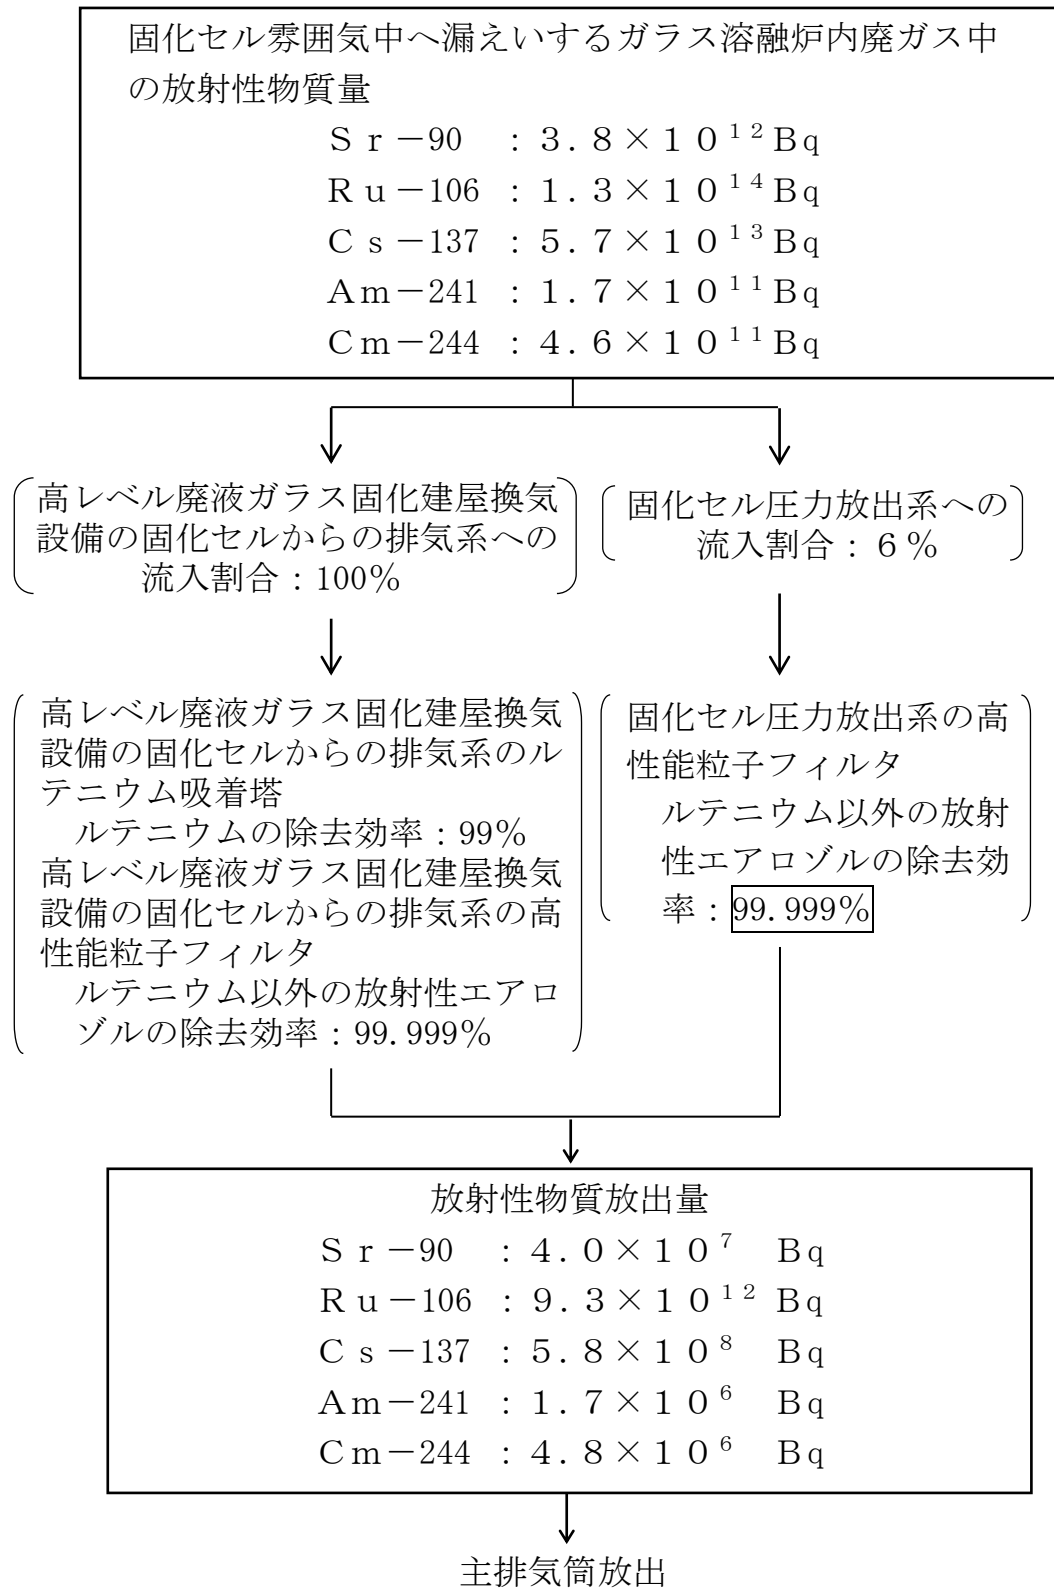 固化セル雰囲気中へ漏えいするガラス溶融炉内廃ガス中
の放射性物質量
Ｓｒ－90 ：３．８×１０¹²Bq
Ｒｕ－106 ：１．３×１０¹⁴Bq
Ｃｓ－137 ：５．７×１０¹³Bq
Ａｍ－241 ：１．７×１０¹¹Bq
Ｃｍ－244 ：４．６×１０¹¹Bq
高レベル廃液ガラス固化建屋換気
設備の固化セルからの排気系への
流入割合：100％
固化セル圧力放出系への
流入割合：６％
高レベル廃液ガラス固化建屋換気
設備の固化セルからの排気系のル
テニウム吸着塔
ルテニウムの除去効率：99％
高レベル廃液ガラス固化建屋換気
設備の固化セルからの排気系の高
性能粒子フィルタ
ルテニウム以外の放射性エアロ
ゾルの除去効率：99.999％
固化セル圧力放出系の高
性能粒子フィルタ
ルテニウム以外の放射
性エアロゾルの除去効
率：99.999％
放射性物質放出量
Ｓｒ－90 ：４．０×１０⁷ Bq
Ｒｕ－106 ：９．３×１０¹² Bq
Ｃｓ－137 ：５．８×１０⁸ Bq
Ａｍ－241 ：１．７×１０⁶ Bq
Ｃｍ－244 ：４．８×１０⁶ Bq
主排気筒放出